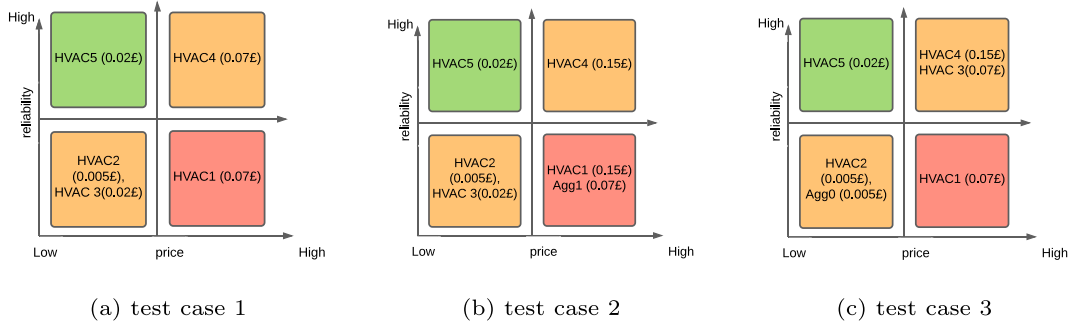 High
reliability
HVAC5 (0.02£)
HVAC4 (0.07£)
HVAC2
(0.005£),
HVAC 3(0.02£)
HVAC1 (0.07£)
Low
price
High
(a) test case 1
High
reliability
HVAC5 (0.02£)
HVAC4 (0.15£)
HVAC2
(0.005£),
HVAC 3(0.02£)
HVAC1 (0.15£)
Agg1 (0.07£)
Low
price
High
(b) test case 2
High
reliability
HVAC5 (0.02£)
HVAC4 (0.15£)
HVAC 3(0.07£)
HVAC2
(0.005£),
Agg0 (0.005£)
HVAC1 (0.07£)
Low
price
High
(c) test case 3